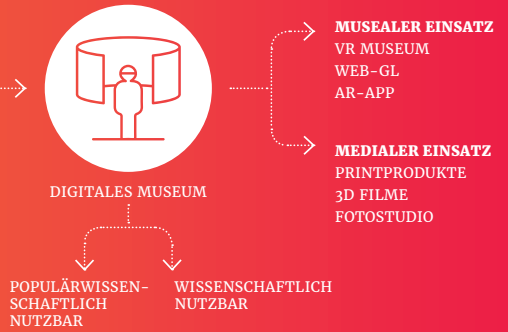 MUSEALER EINSATZ
VR MUSEUM
WEB-GL
AR-APP
MEDIALER EINSATZ
PRINTPRODUKTE
3D FILME
FOTOSTUDIO
DIGITALES MUSEUM
POPULÄRWISSEN-
SCHAFTLICH
NUTZBAR
WISSENSCHAFTLICH
NUTZBAR